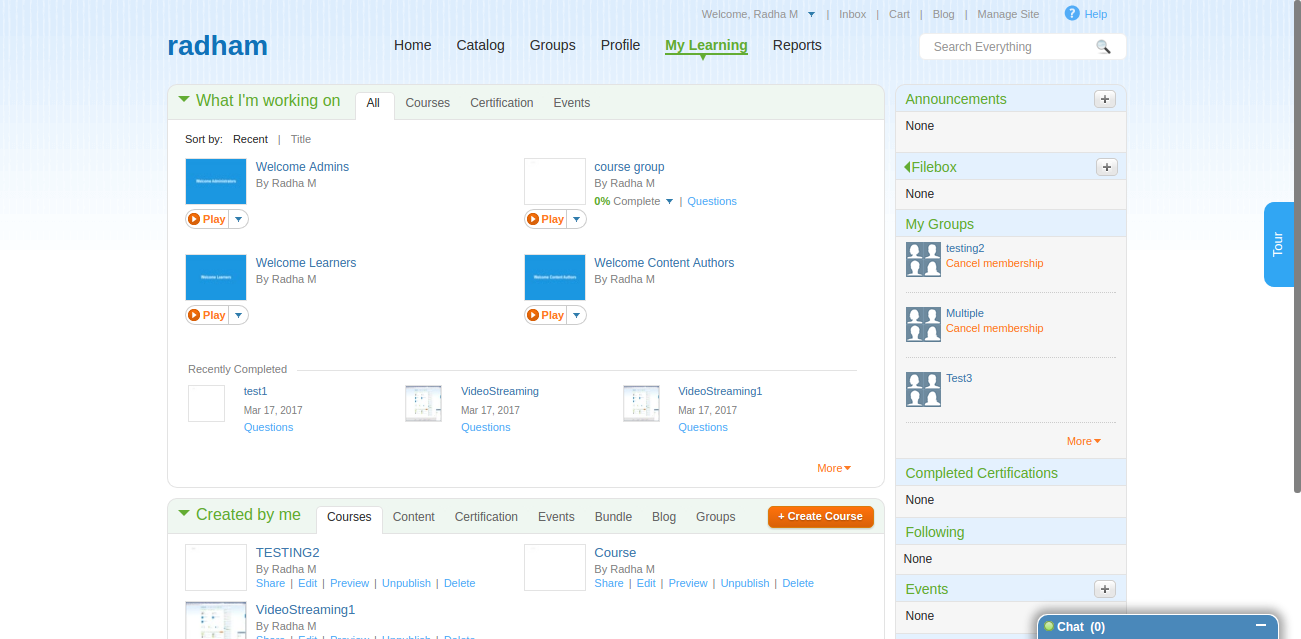 Welcome, Radha M | Inbox | Cart | Blog | Manage Site ? Help
radham
Home Catalog Groups Profile My Learning Reports
Search Everything
What I'm working on All Courses Certification Events
Sort by: Recent | Title
Welcome Administrators
Welcome Admins
By Radha M
Play
course group
By Radha M
0% Complete | Questions
Play
Welcome Learners
Welcome Learners
By Radha M
Play
Welcome Content Authors
Welcome Content Authors
By Radha M
Play
Recently Completed
test1
Mar 17, 2017
Questions
VideoStreaming
Mar 17, 2017
Questions
VideoStreaming1
Mar 17, 2017
Questions
More
Created by me Courses Content Certification Events Bundle Blog Groups + Create Course
TESTING2
By Radha M
Share | Edit | Preview | Unpublish | Delete
Course
By Radha M
Share | Edit | Preview | Unpublish | Delete
VideoStreaming1
By Radha M
Share | Edit | Preview | Unpublish | Delete
Announcements +
None
Filebox +
None
My Groups
testing2
Cancel membership
Multiple
Cancel membership
Test3
More
Completed Certifications
None
Following
None
Events +
None
Tour
Chat (0)